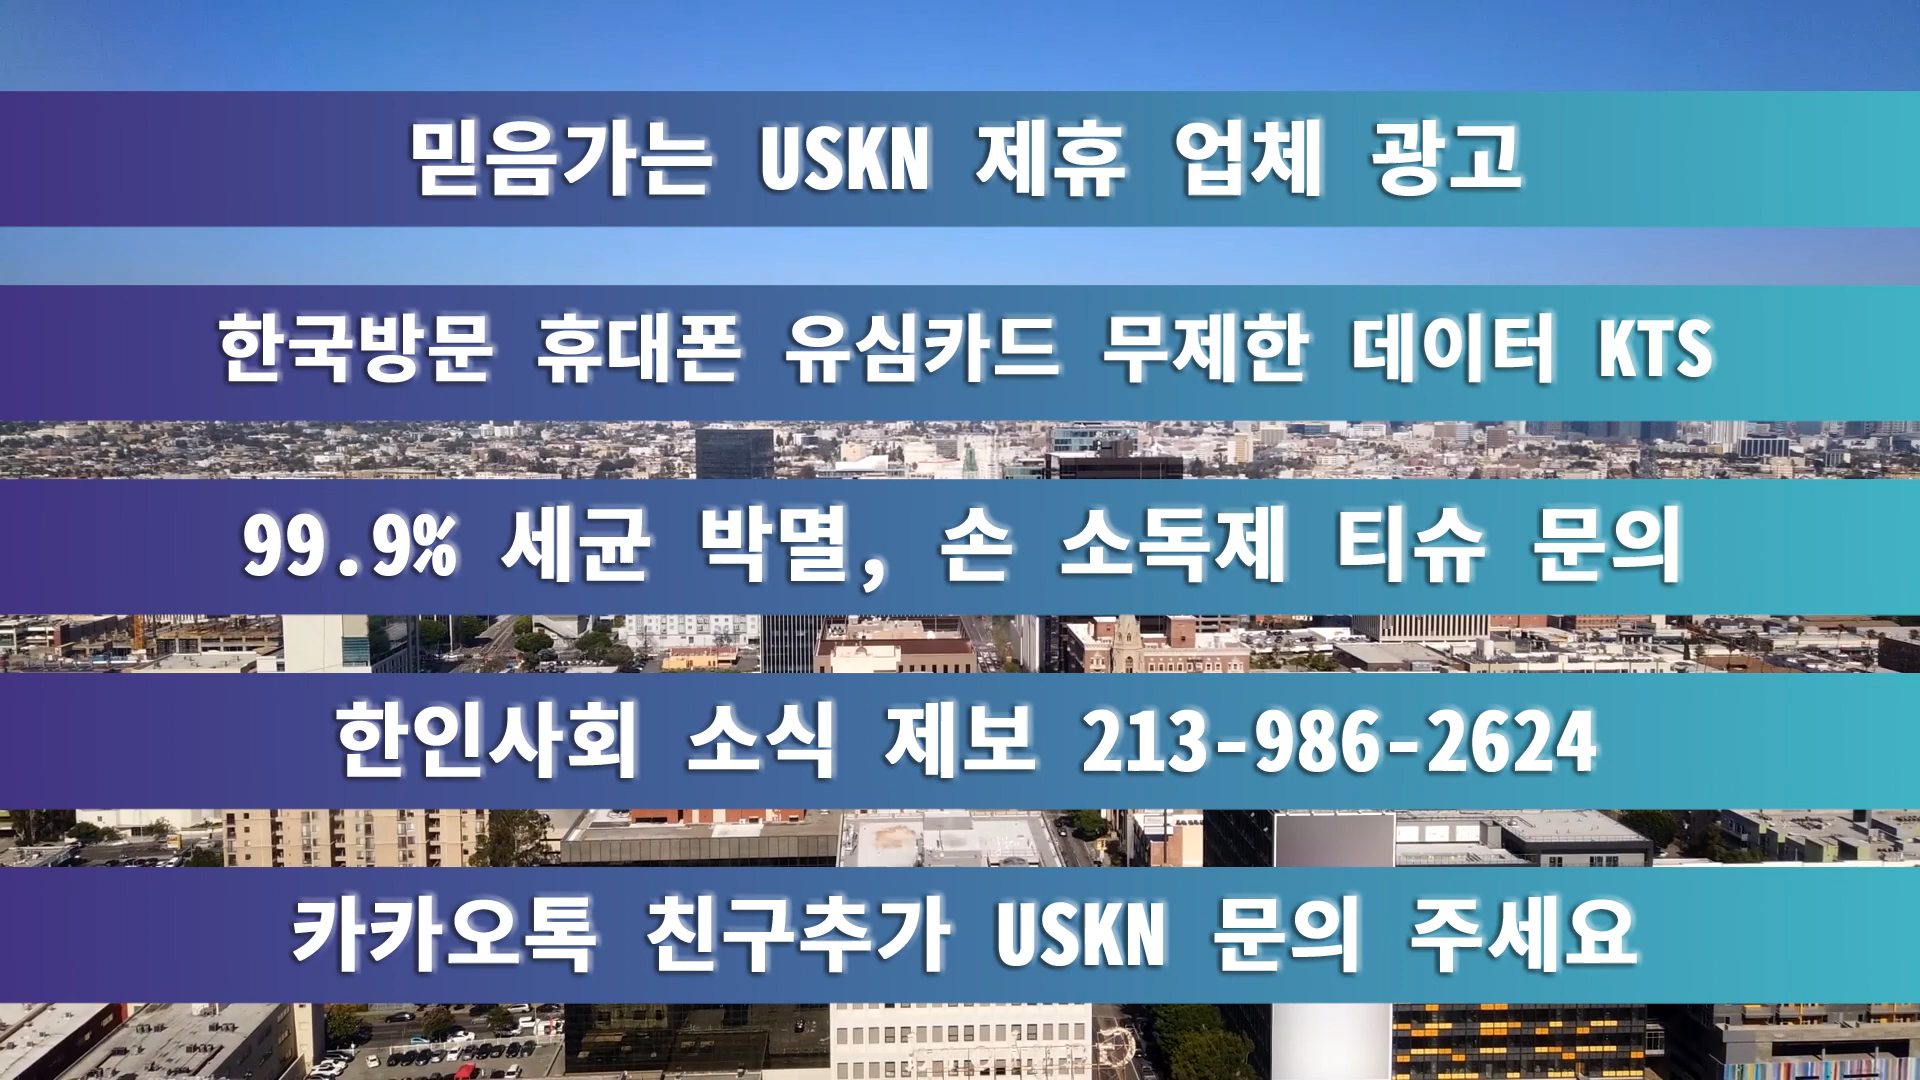 믿음가는 USKN 제휴 업체 광고
한국방문 휴대폰 유심카드 무제한 데이터 KTS
99.9% 세균 박멸, 손 소독제 티슈 문의
한인사회 소식 제보 213-986-2624
카카오톡 친구추가 USKN 문의 주세요